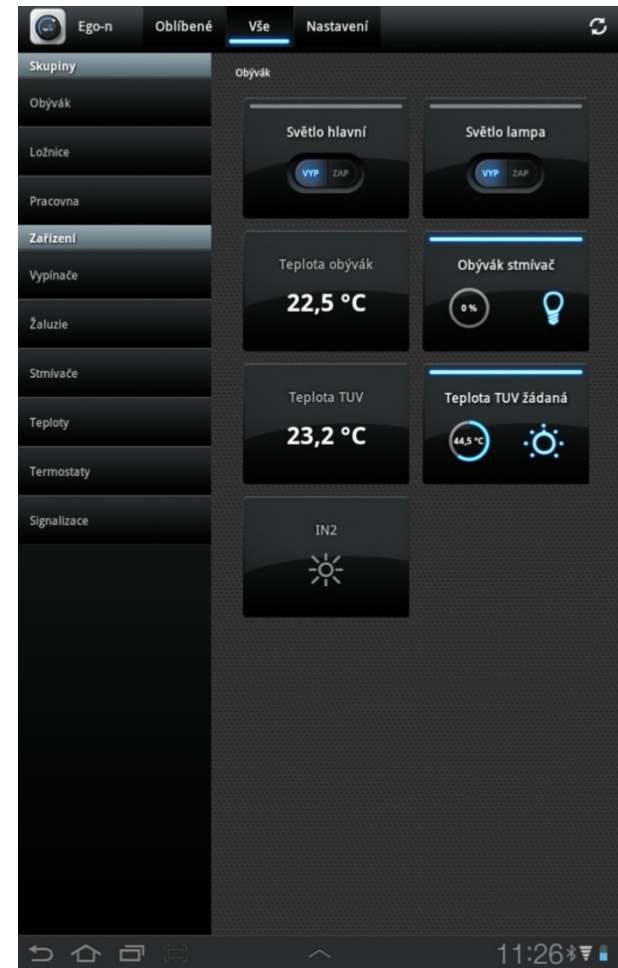 Ego-n Oblíbené Vše Nastavení
Skupiny
Obývák
Ložnice
Pracovna
Zařízení
Vypínače
Žaluzie
Stmívače
Teploty
Termostaty
Signalizace
Obývák
Světlo hlavní
VYP ZAP
Světlo lampa
VYP ZAP
Teplota obývák
22,5 °C
Obývák stmívač
0 %
Teplota TUV
23,2 °C
Teplota TUV žádaná
44,5 °C
IN2
11:26